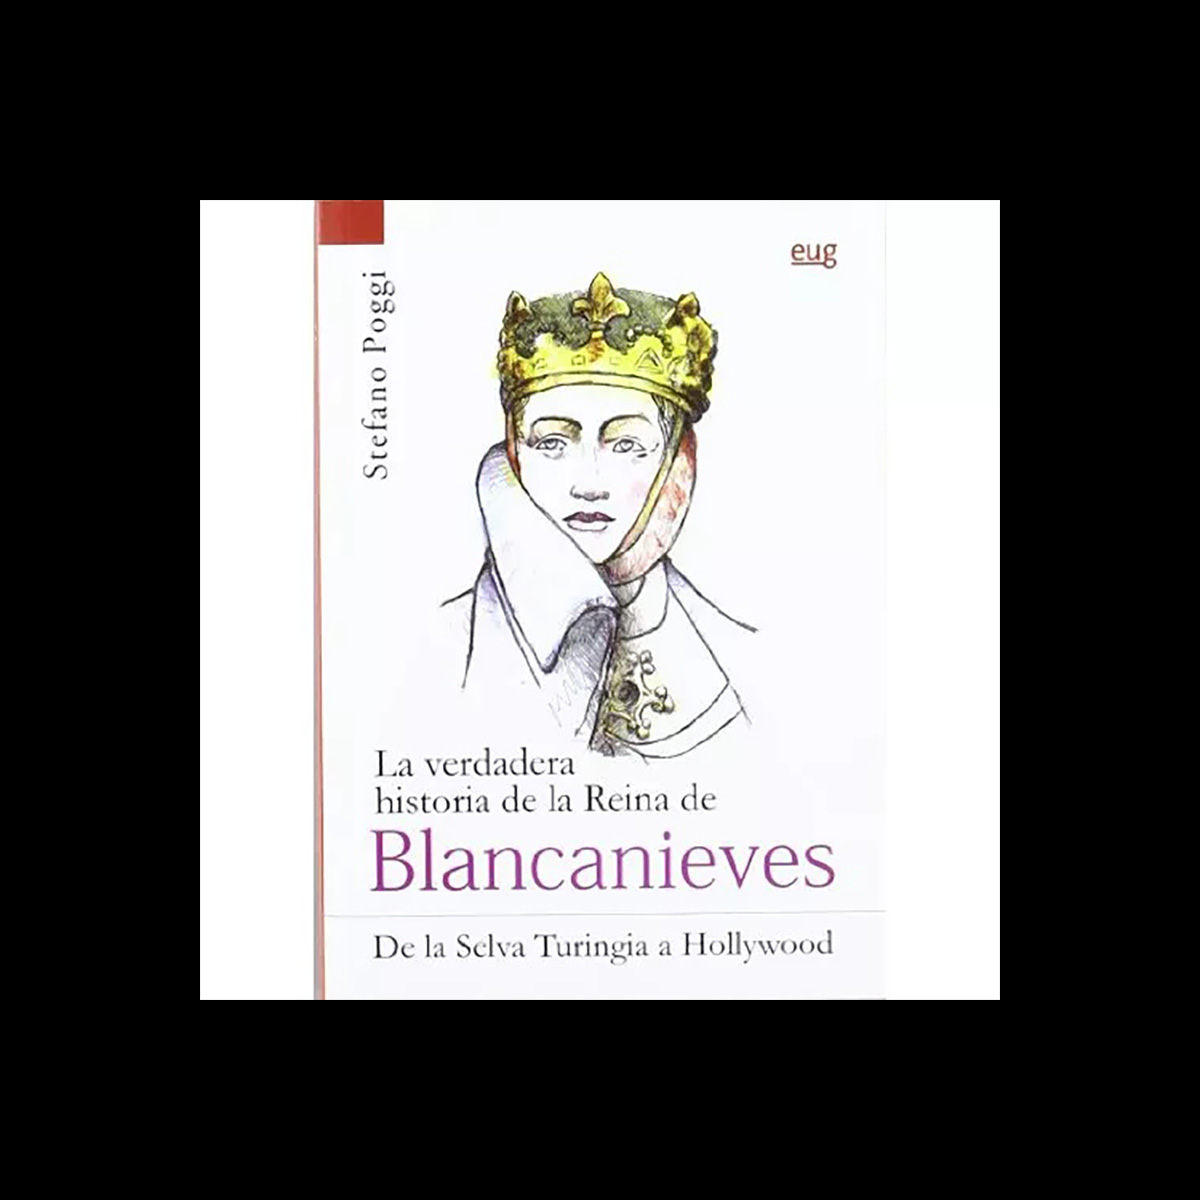 eug
Stefano Poggi
La verdadera
historia de la Reina de
Blancanieves
De la Selva Turingia a Hollywood